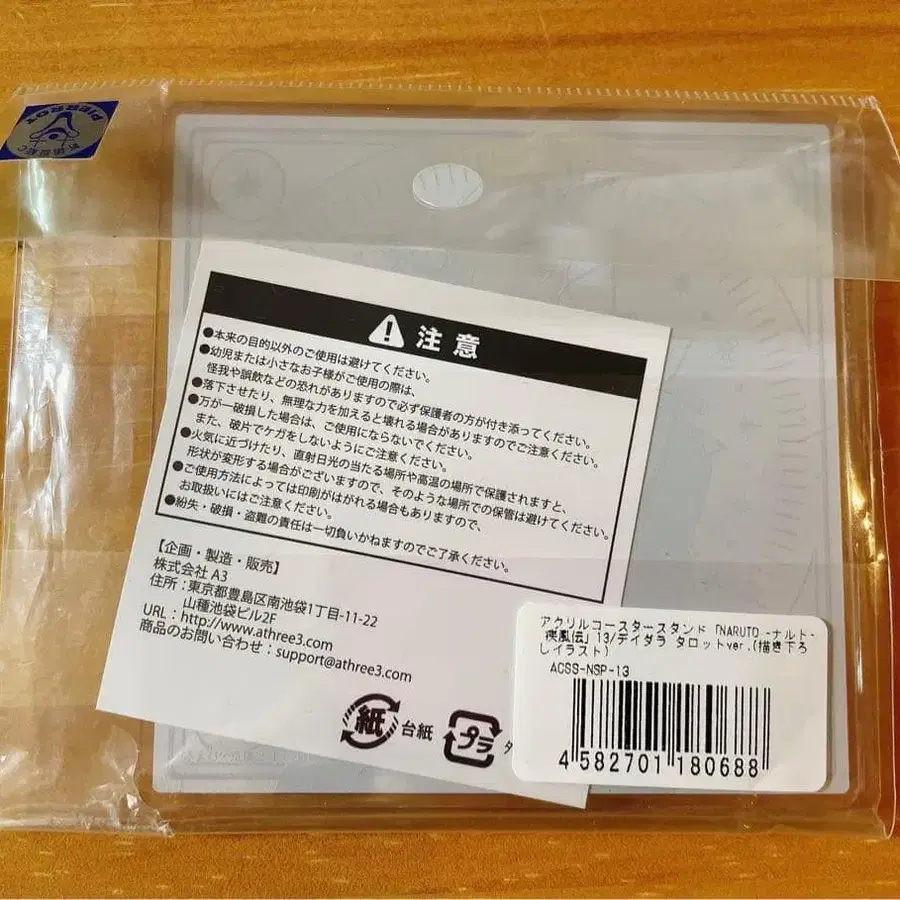 PIERROT
注意
●本来の目的以外のご使用は避けてください。
●幼児または小さなお子様がご使用の際は、
怪我や誤飲などの恐れがありますので必ず保護者の方が付き添ってください。
●落下させたり、無理な力を加えると壊れる場合がありますのでご注意ください。
●万が一破損した場合は、ご使用にならないでください。
また、破片でケガをしないようにご注意ください。
●火気に近づけたり、直射日光の当たる場所や高温の場所で保護されますと、
形状が変形する場合がございますので、そのような場所での保管は避けてください。
●ご使用方法によっては印刷がはがれる場合もありますので、
お取扱いにはご注意ください。
●紛失・破損・盗難の責任は一切負いかねますのでご了承ください。
【企画・製造・販売】
株式会社 A3
住所：東京都豊島区南池袋1丁目-11-22
山種池袋ビル2F
URL：http://www.athree3.com
商品のお問い合わせ：support@athree3.com
紙 台紙
プラ
アクリルコースタースタンド 「NARUTO -ナルト-
疾風伝」 13/デイダラ タロットver.(描き下ろ
しイラスト)
ACSS-NSP-13
4 582701 180688